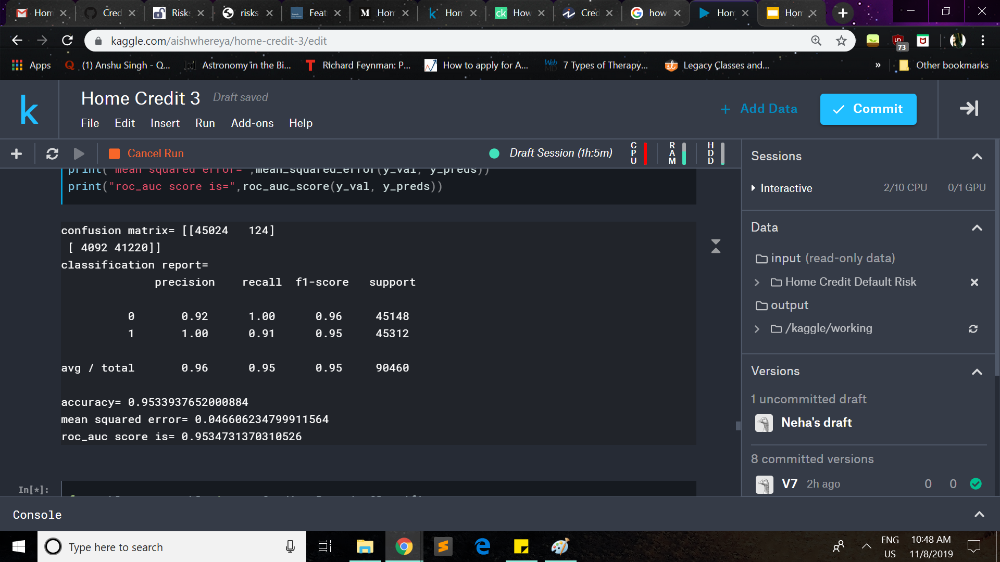 Hom
Cred
Risk
risks
Feat
Hom
Hom
How
Cred
how
Hom
Hom
kaggle.com/aishwhereya/home-credit-3/edit
73
Apps
(1) Anshu Singh - Q...
Astronomy in the Bi...
Richard Feynman: P...
How to apply for A...
7 Types of Therapy...
Legacy Classes and...
»
Other bookmarks
Home Credit 3 Draft saved
File Edit Insert Run Add-ons Help
+ Add Data
Commit
Cancel Run
Draft Session (1h:5m)
CPU
RAM
HDD
print("mean squared error=",mean_squared_error(y_val, y_preds))
print("roc_auc score is=",roc_auc_score(y_val, y_preds))
confusion matrix= [[45024 124]
[ 4092 41220]]
classification report=
precision recall f1-score support
0 0.92 1.00 0.96 45148
1 1.00 0.91 0.95 45312
avg / total 0.96 0.95 0.95 90460
accuracy= 0.9533937652000884
mean squared error= 0.046606234799911564
roc_auc score is= 0.9534731370310526
In[*]:
Sessions
Interactive 2/10 CPU 0/1 GPU
Data
input (read-only data)
Home Credit Default Risk
output
/kaggle/working
Versions
1 uncommitted draft
Neha's draft
8 committed versions
V7 2h ago 0 0
Console
Type here to search
ENG
US
10:48 AM
11/8/2019